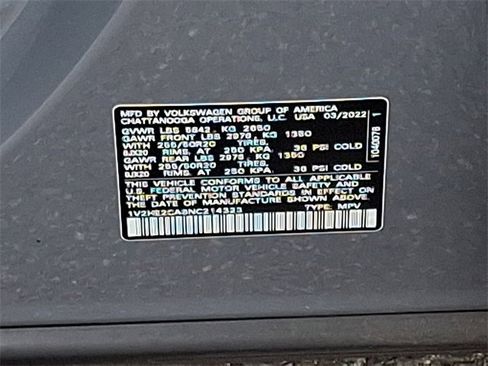 MFD BY VOLKSWAGEN GROUP OF AMERICA
CHATTANOOGA OPERATIONS, L.L.C. USA 03/2022
GVWR LBS 5842, KG 2650
GAWR FRONT LBS 2976, KG 1350
WITH 255/50R20 TIRES,
8JX20 RIMS, AT 250 KPA, 36 PSI COLD
GAWR REAR LBS 2976, KG 1350
WITH 255/50R20 TIRES,
8JX20 RIMS, AT 250 KPA, 36 PSI COLD
THIS VEHICLE CONFORMS TO ALL APPLICABLE
U.S. FEDERAL MOTOR VEHICLE SAFETY AND
THEFT PREVENTION STANDARDS IN EFFECT ON
THE DATE OF MANUFACTURE SHOWN ABOVE.
TYPE: MPV
1